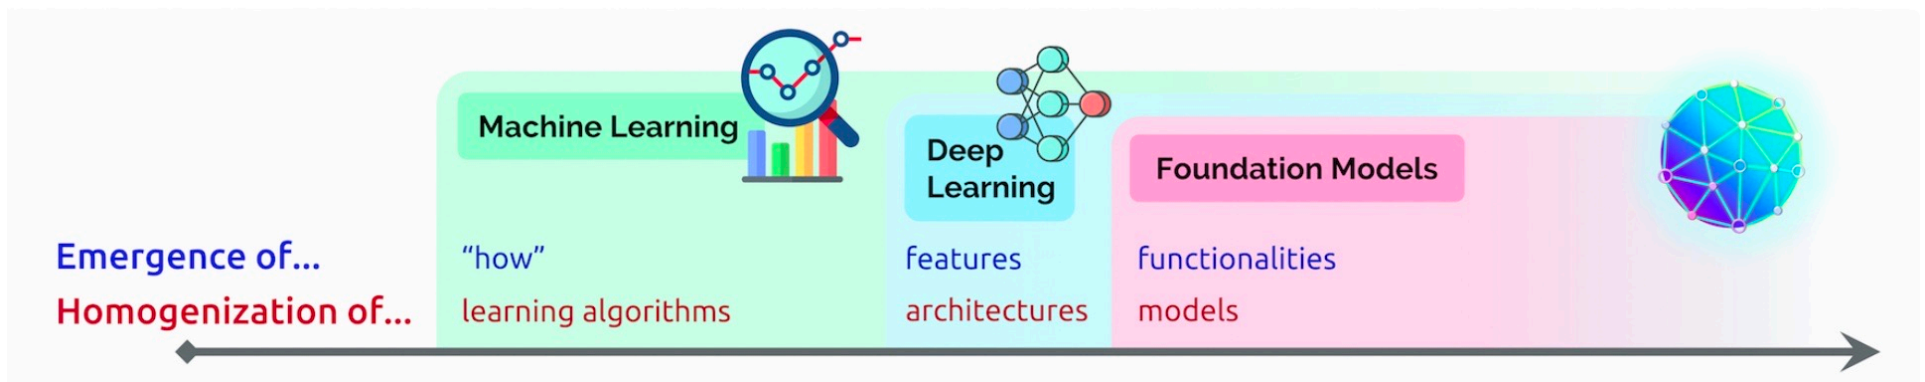 Machine Learning
Deep
Learning
Foundation Models
Emergence of...
“how”
features
functionalities
Homogenization of...
learning algorithms
architectures
models